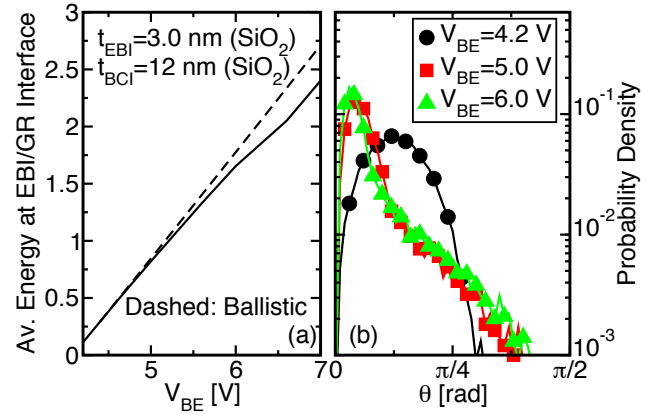 3
2.5
2
1.5
1
0.5
0
Av. Energy at EBI/GR Interface
t_EBI=3.0 nm (SiO₂)
t_BCI=12 nm (SiO₂)
Dashed: Ballistic
(a)
5
6
7
V_BE [V]
V_BE=4.2 V
V_BE=5.0 V
V_BE=6.0 V
(b)
0
π/4
π/2
θ [rad]
10⁻¹
10⁻²
10⁻³
Probability Density